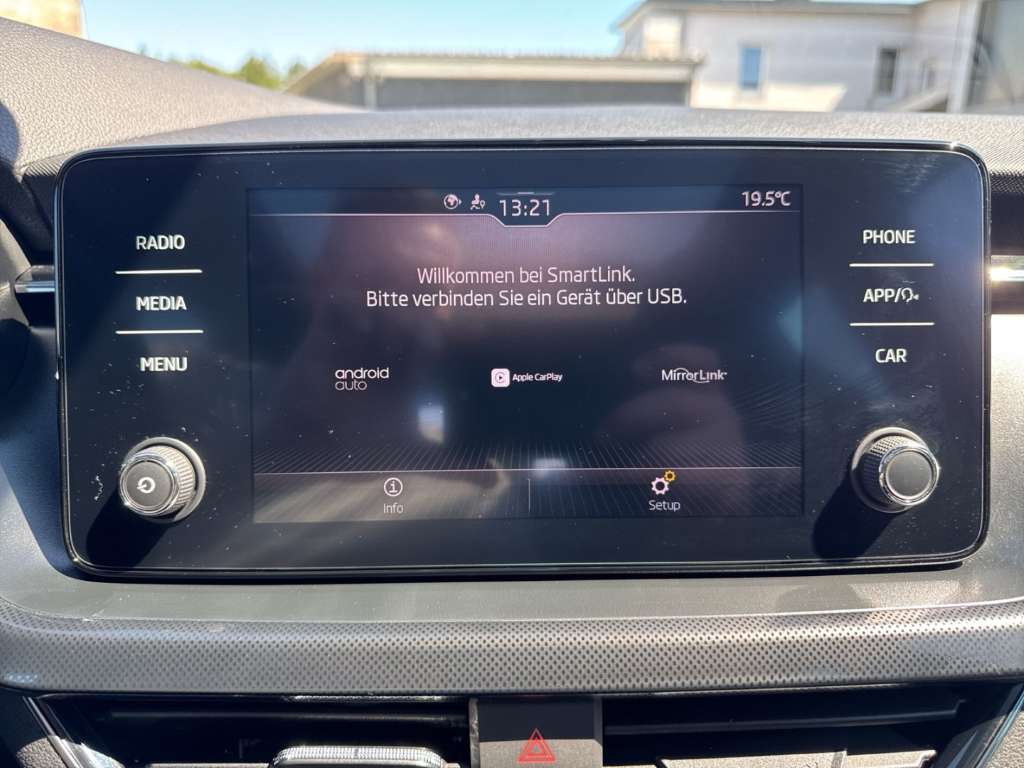 13:21
19.5°C
RADIO
MEDIA
MENU
PHONE
APP/
CAR
Willkommen bei SmartLink.
Bitte verbinden Sie ein Gerät über USB.
android
auto
Apple CarPlay
MirrorLink™
Info
Setup